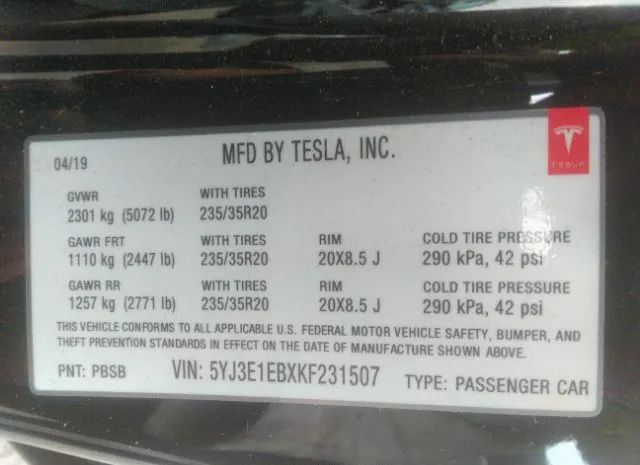 04/19 MFD BY TESLA, INC. TESLA
GVWR WITH TIRES
2301 kg (5072 lb) 235/35R20
GAWR FRT WITH TIRES RIM COLD TIRE PRESSURE
1110 kg (2447 lb) 235/35R20 20X8.5 J 290 kPa, 42 psi
GAWR RR WITH TIRES RIM COLD TIRE PRESSURE
1257 kg (2771 lb) 235/35R20 20X8.5 J 290 kPa, 42 psi
THIS VEHICLE CONFORMS TO ALL APPLICABLE U.S. FEDERAL MOTOR VEHICLE SAFETY, BUMPER, AND
THEFT PREVENTION STANDARDS IN EFFECT ON THE DATE OF MANUFACTURE SHOWN ABOVE.
PNT: PBSB VIN: 5YJ3E1EBXKF231507 TYPE: PASSENGER CAR